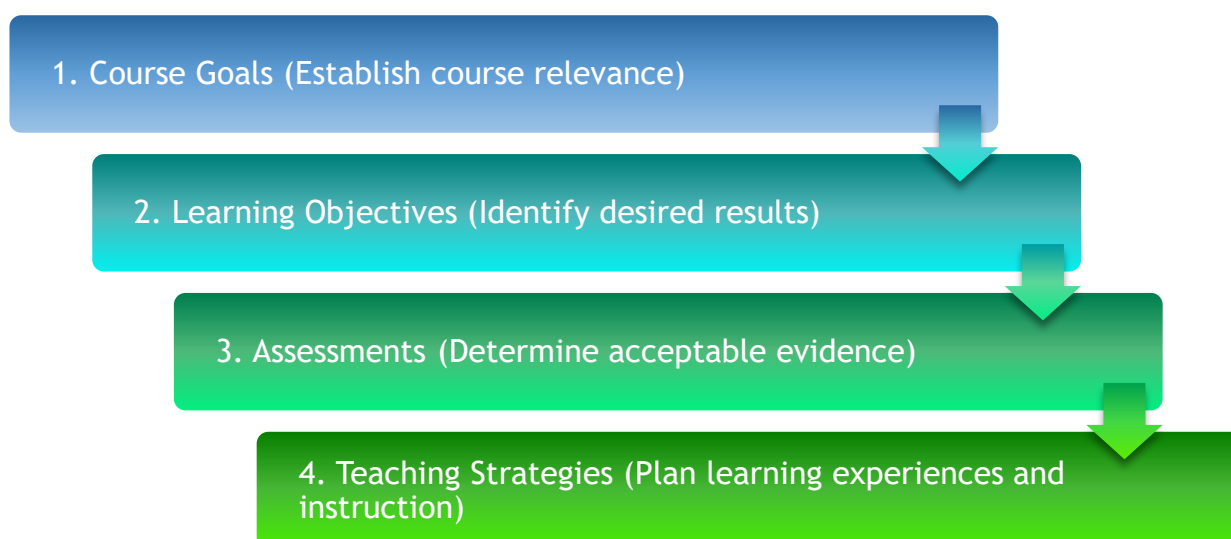 1. Course Goals (Establish course relevance)
2. Learning Objectives (Identify desired results)
3. Assessments (Determine acceptable evidence)
4. Teaching Strategies (Plan learning experiences and
instruction)